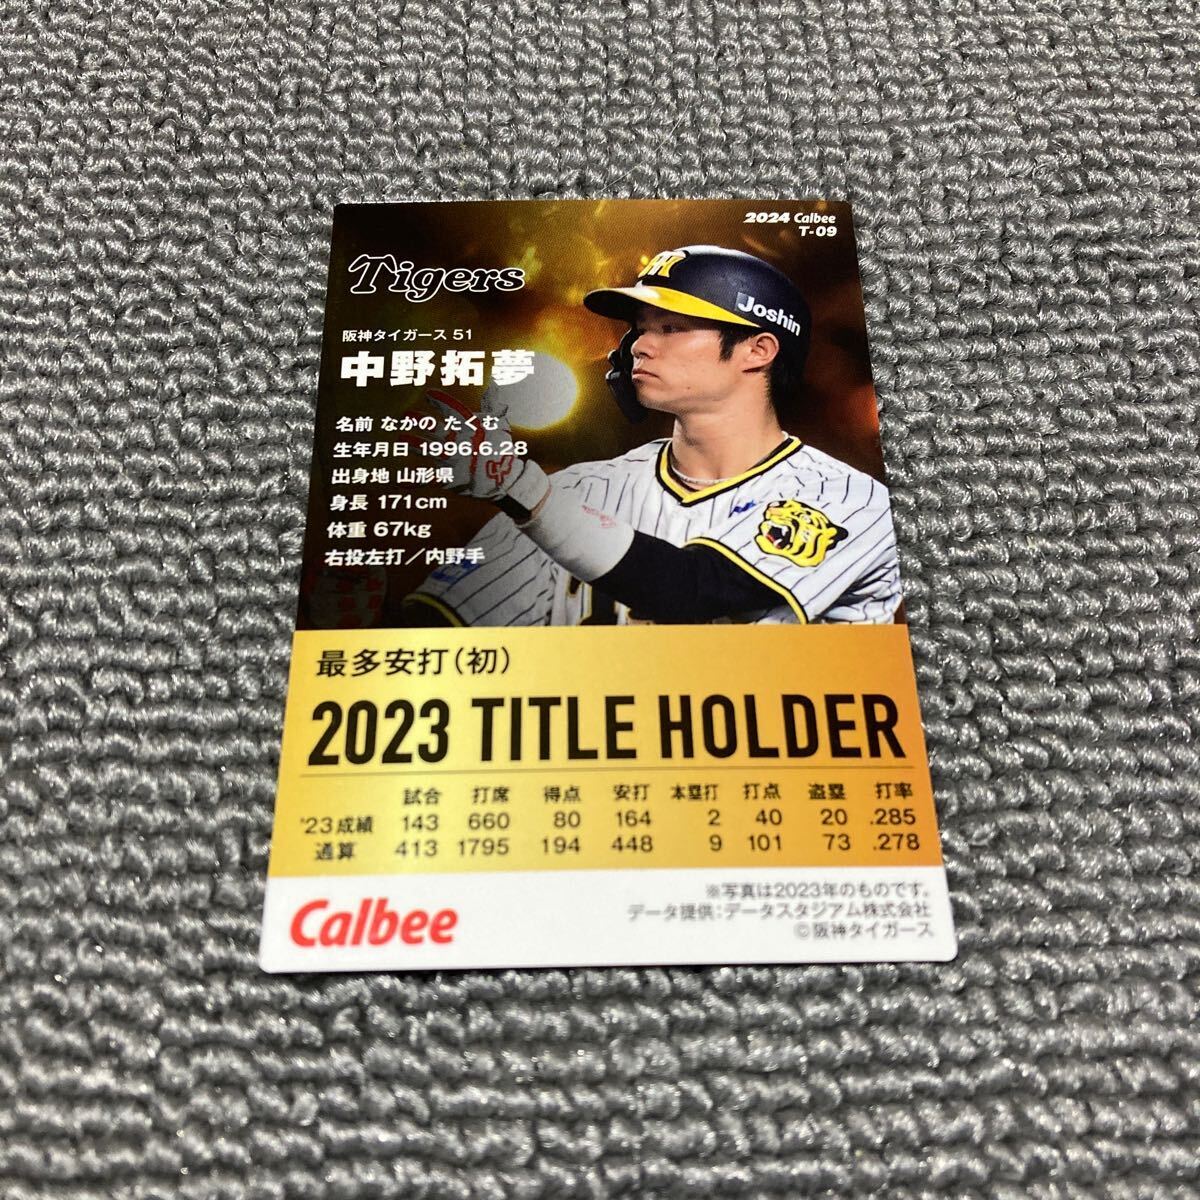 2024 Calbee
T-09
Tigers
Joshin
阪神タイガース 51
中野拓夢
名前 なかの たくむ
生年月日 1996.6.28
出身地 山形県
身長 171cm
体重 67kg
右投左打／内野手
最多安打(初)
2023 TITLE HOLDER
試合 打席 得点 安打 本塁打 打点 盗塁 打率
'23成績 143 660 80 164 2 40 20 .285
通算 413 1795 194 448 9 101 73 .278
Calbee
※写真は2023年のものです。
データ提供:データスタジアム株式会社
©阪神タイガース